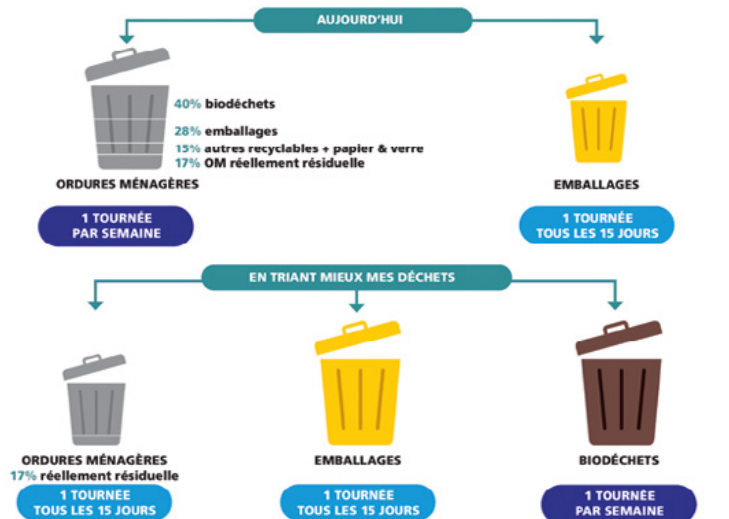 AUJOURD'HUI
40% biodéchets
28% emballages
15% autres recyclables + papier & verre
17% OM réellement résiduelle
ORDURES MÉNAGÈRES
EMBALLAGES
1 TOURNÉE
PAR SEMAINE
1 TOURNÉE
TOUS LES 15 JOURS
EN TRIANT MIEUX MES DÉCHETS
ORDURES MÉNAGÈRES
17% réellement résiduelle
EMBALLAGES
BIODÉCHETS
1 TOURNÉE
TOUS LES 15 JOURS
1 TOURNÉE
TOUS LES 15 JOURS
1 TOURNÉE
PAR SEMAINE